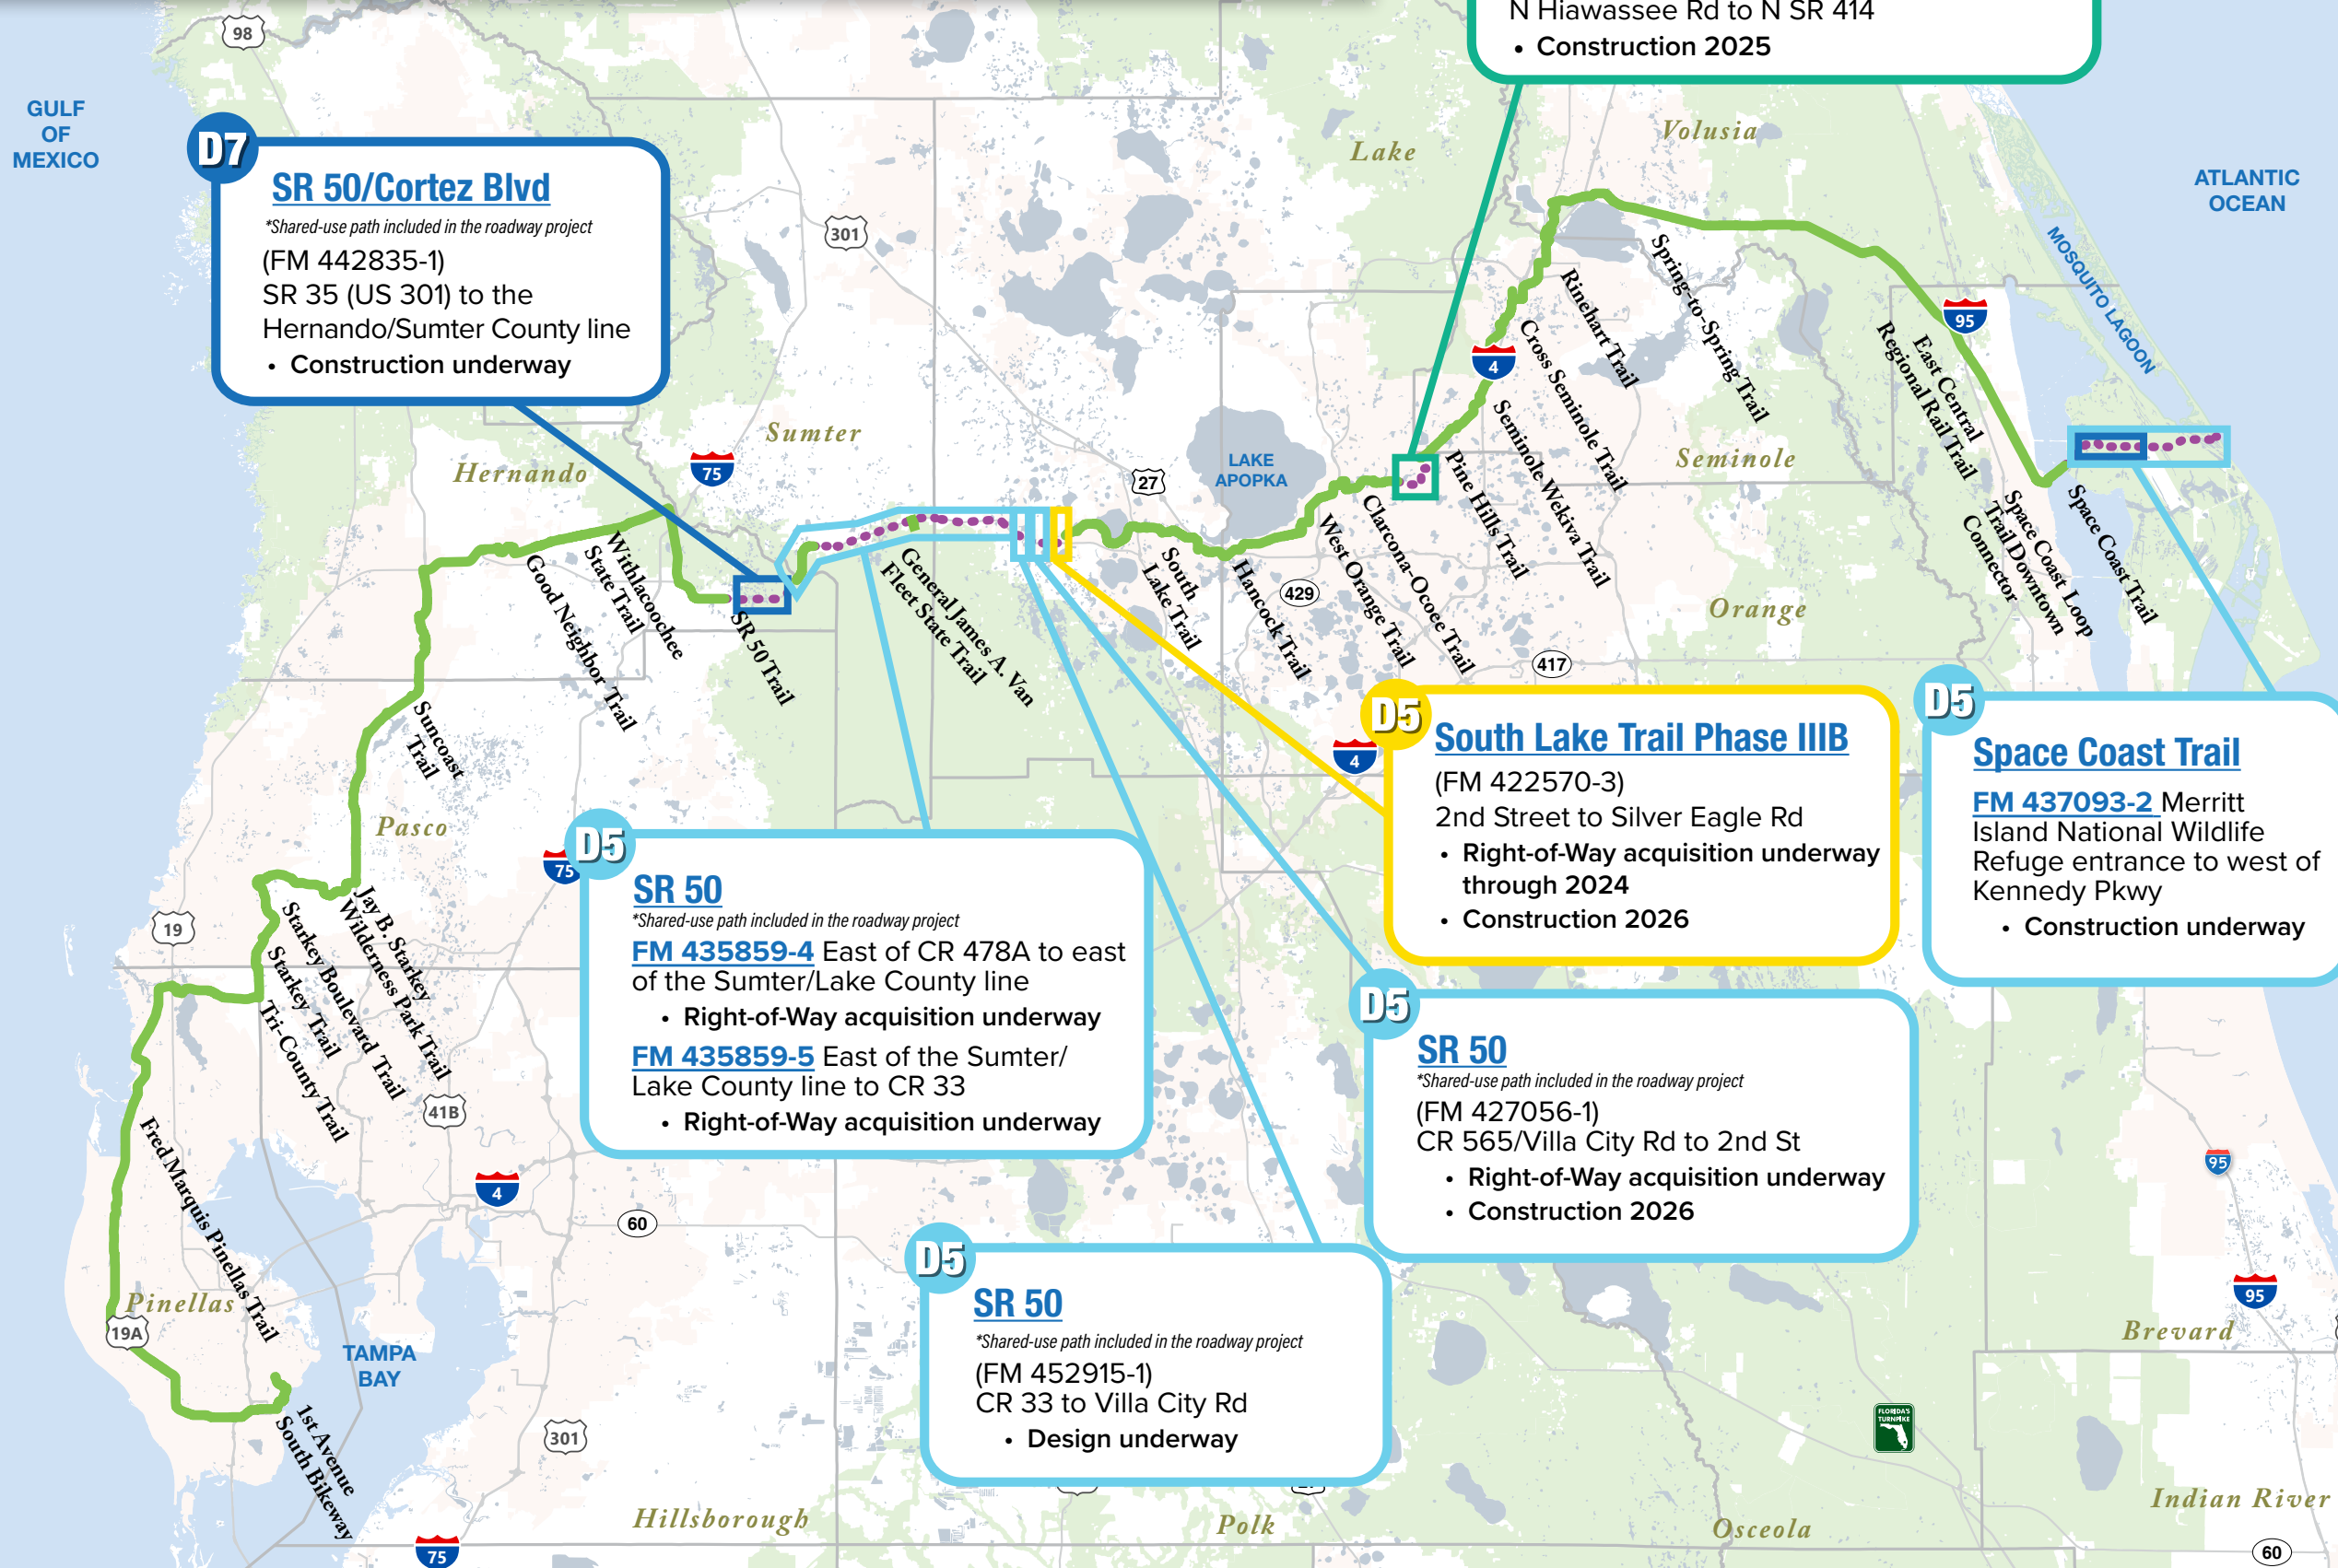 N Hiawassee Rd to N SR 414
• Construction 2025
98
GULF
OF
MEXICO
D7
SR 50/Cortez Blvd
*Shared-use path included in the roadway project
(FM 442835-1)
SR 35 (US 301) to the
Hernando/Sumter County line
• Construction underway
301
Lake
Volusia
ATLANTIC
OCEAN
MOSQUITO LAGOON
95
4
Rinehart Trail
Spring-to-Spring Trail
Cross Seminole Trail
East Central
Regional Rail Trail
Sumter
Hernando
75
27
LAKE
APOPKA
Seminole
Seminole Wekiva Trail
Pine Hills Trail
Clarcona-Ocoee Trail
West Orange Trail
Hancock Trail
South
Lake Trail
429
417
Orange
Space Coast Trail
Space Coast Loop
Trail Downtown
Connector
Withlacoochee
State Trail
Good Neighbor Trail
SR 50 Trail
General James A. Van
Fleet State Trail
Suncoast
Trail
Pasco
75
D5
SR 50
*Shared-use path included in the roadway project
FM 435859-4 East of CR 478A to east
of the Sumter/Lake County line
• Right-of-Way acquisition underway
FM 435859-5 East of the Sumter/
Lake County line to CR 33
• Right-of-Way acquisition underway
4
D5
South Lake Trail Phase IIIB
(FM 422570-3)
2nd Street to Silver Eagle Rd
• Right-of-Way acquisition underway
through 2024
• Construction 2026
D5
Space Coast Trail
FM 437093-2 Merritt
Island National Wildlife
Refuge entrance to west of
Kennedy Pkwy
• Construction underway
D5
SR 50
*Shared-use path included in the roadway project
(FM 427056-1)
CR 565/Villa City Rd to 2nd St
• Right-of-Way acquisition underway
• Construction 2026
D5
SR 50
*Shared-use path included in the roadway project
(FM 452915-1)
CR 33 to Villa City Rd
• Design underway
19
Jay B. Starkey
Wilderness Park Trail
Starkey Boulevard Trail
Starkey Trail
Tri-County Trail
41B
Fred Marquis Pinellas Trail
4
60
Pinellas
19A
TAMPA
BAY
1st Avenue
South Bikeway
301
75
Hillsborough
Polk
Osceola
FLORIDA'S
TURNPIKE
95
95
Brevard
Indian River
60